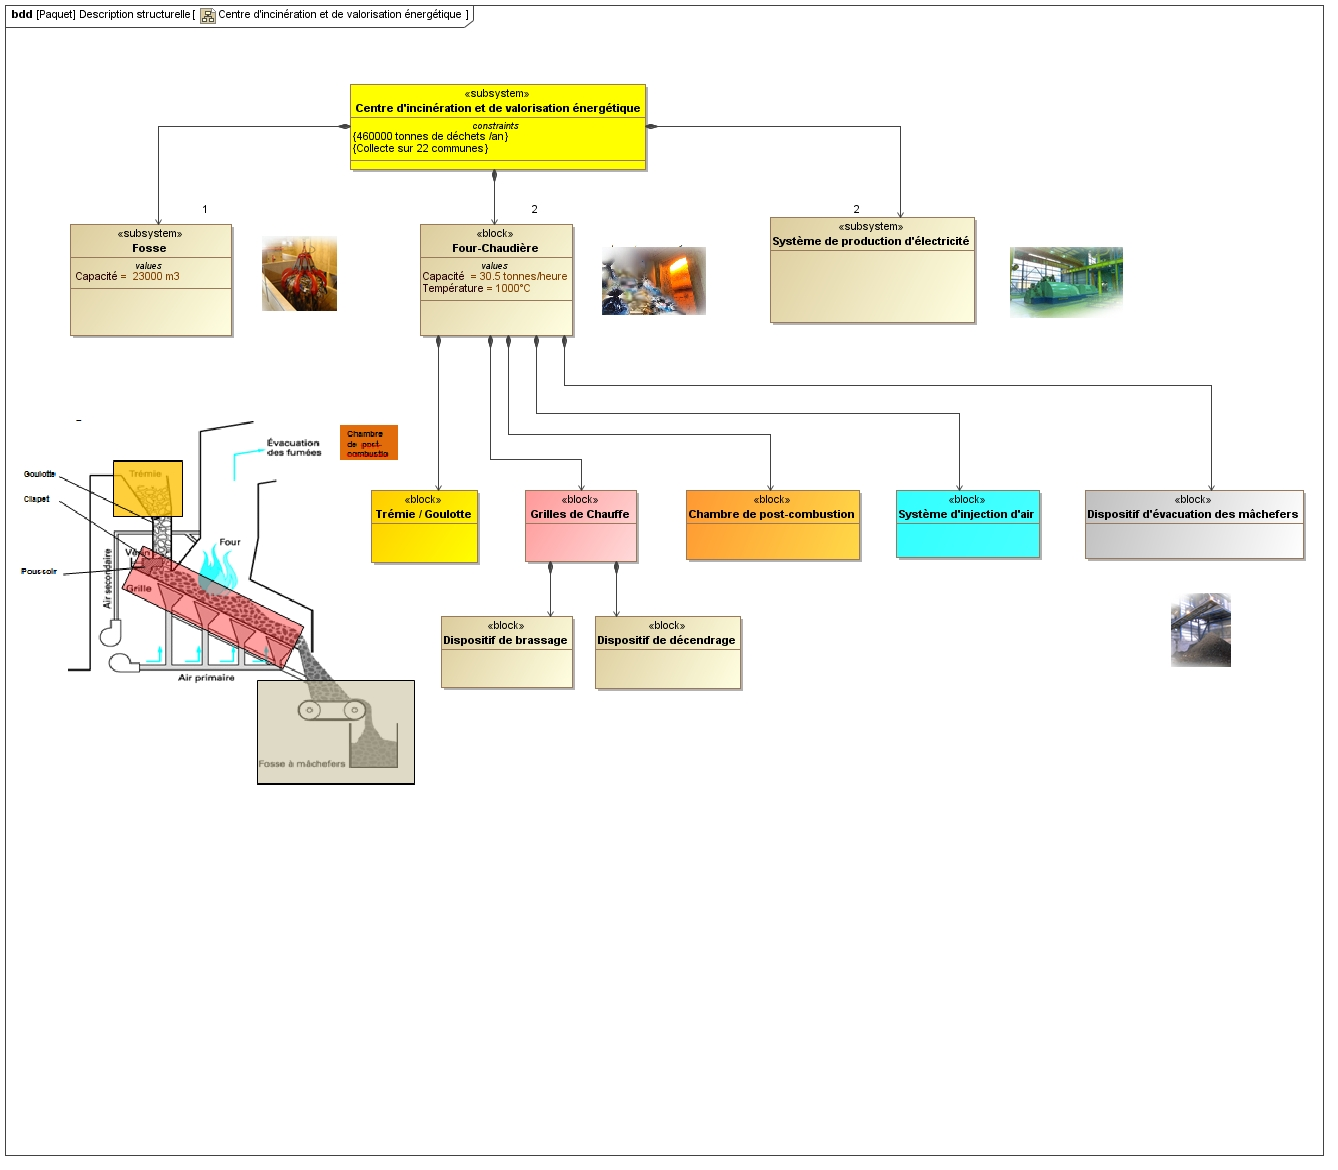 bdd [Paquet] Description structurelle [ Centre d'incinération et de valorisation énergétique ]
«subsystem»
Centre d'incinération et de valorisation énergétique
constraints
{460000 tonnes de déchets /an}
{Collecte sur 22 communes}
1
2
2
«subsystem»
Fosse
values
Capacité = 23000 m3
«block»
Four-Chaudière
values
Capacité = 30.5 tonnes/heure
Température = 1000°C
«subsystem»
Système de production d'électricité
Chambre
de post-
combustio
Évacuation
des fumées
Trémie
Goulotte
Clapet
Four
Vérin
Poussoir
Grille
Air secondaire
Air primaire
Fosse à mâchefers
«block»
Trémie / Goulotte
«block»
Grilles de Chauffe
«block»
Chambre de post-combustion
«block»
Système d'injection d'air
«block»
Dispositif d'évacuation des mâchefers
«block»
Dispositif de brassage
«block»
Dispositif de décendrage